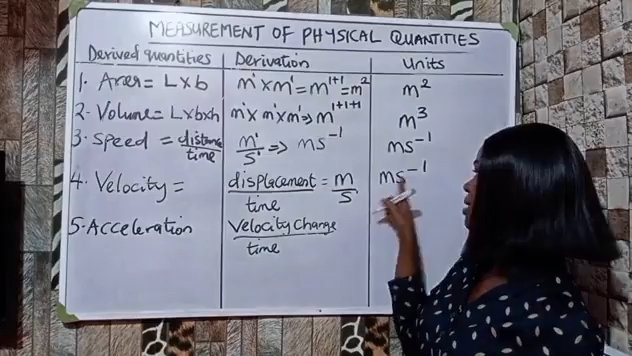 MEASUREMENT OF PHYSICAL QUANTITIES
Derived quantities Derivation Units
1. Area = L x b m¹ x m¹ = m¹⁺¹ = m² m²
2. Volume = L x b x h m¹ x m¹ x m¹ ⇒ m¹⁺¹⁺¹ m³
3. Speed = distance/time m¹/s¹ ⇒ ms⁻¹ ms⁻¹
4. Velocity = displacement/time = m/s ms⁻¹
5. Acceleration Velocity Change/time